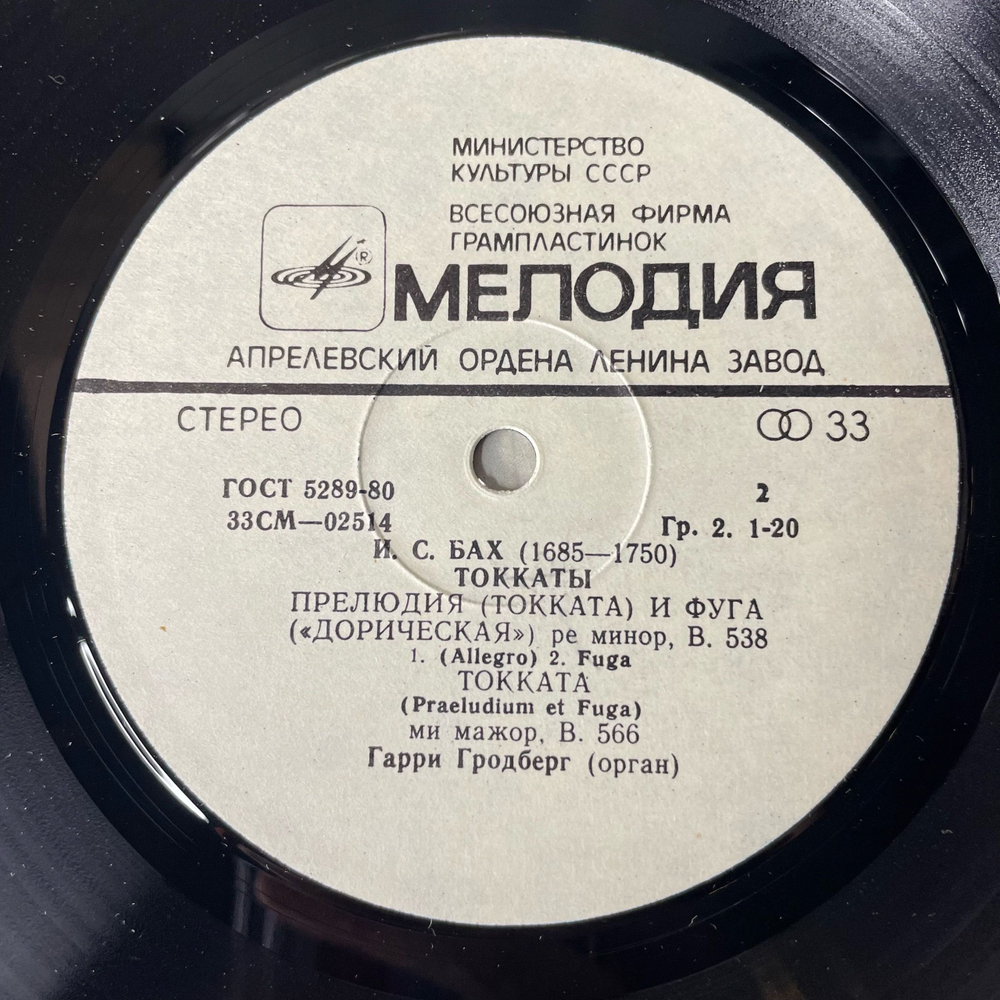 МИНИСТЕРСТВО
КУЛЬТУРЫ СССР
ВСЕСОЮЗНАЯ ФИРМА
ГРАМПЛАСТИНОК
®
МЕЛОДИЯ
АПРЕЛЕВСКИЙ ОРДЕНА ЛЕНИНА ЗАВОД
СТЕРЕО
33
ГОСТ 5289-80
2
33СМ—02514
Гр. 2. 1-20
И. С. БАХ (1685—1750)
ТОККАТЫ
ПРЕЛЮДИЯ (ТОККАТА) И ФУГА
(«ДОРИЧЕСКАЯ») ре минор, В. 538
1. (Allegro) 2. Fuga
ТОККАТА
(Praeludium et Fuga)
ми мажор, В. 566
Гарри Гродберг (орган)